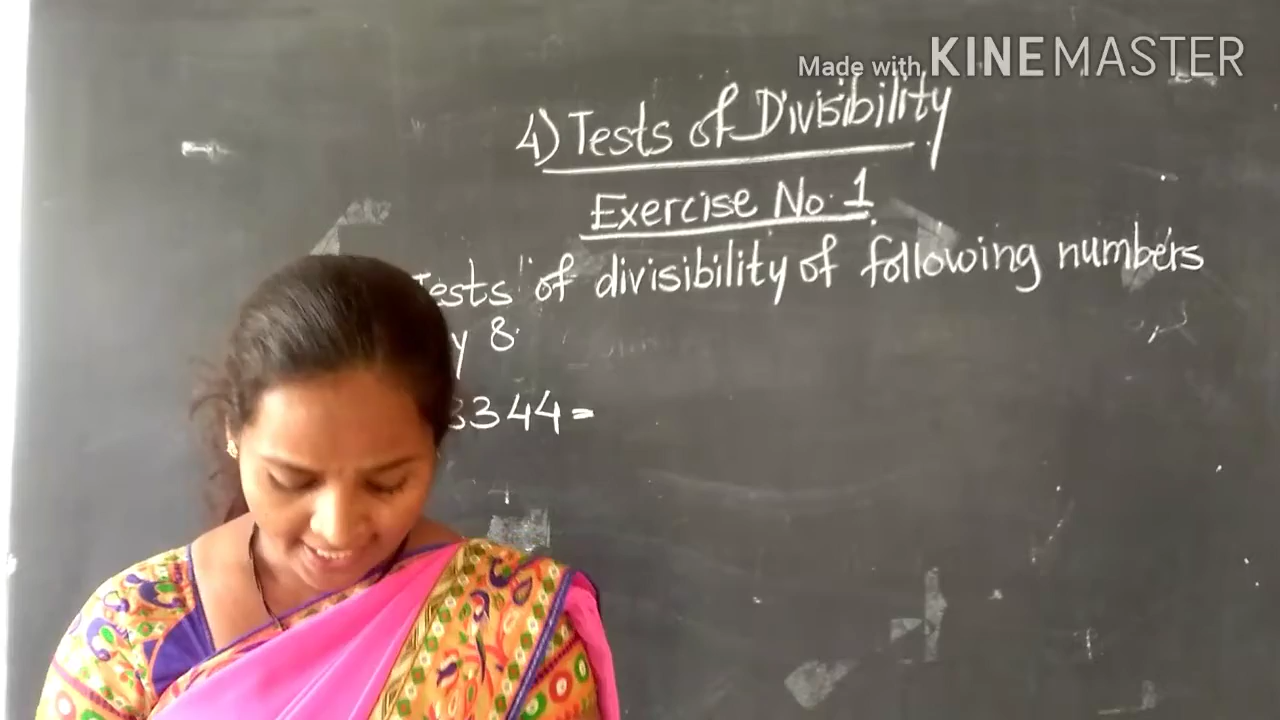 Made with KINEMASTER
4) Tests of Divisibility
Exercise No. 1
Tests of divisibility of following numbers
y 8.
3344=